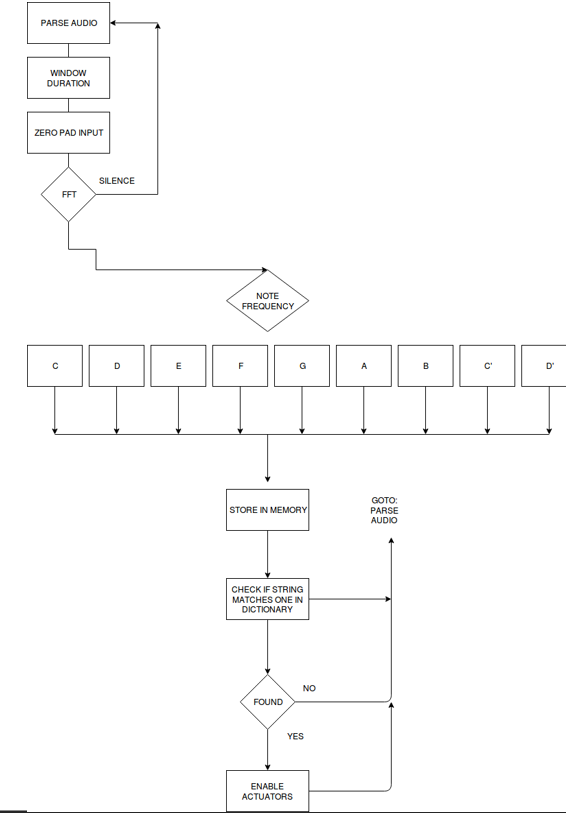 PARSE AUDIO
WINDOW
DURATION
ZERO PAD INPUT
FFT
SILENCE
NOTE
FREQUENCY
C
D
E
F
G
A
B
C'
D'
STORE IN MEMORY
GOTO:
PARSE
AUDIO
CHECK IF STRING
MATCHES ONE IN
DICTIONARY
FOUND
NO
YES
ENABLE
ACTUATORS